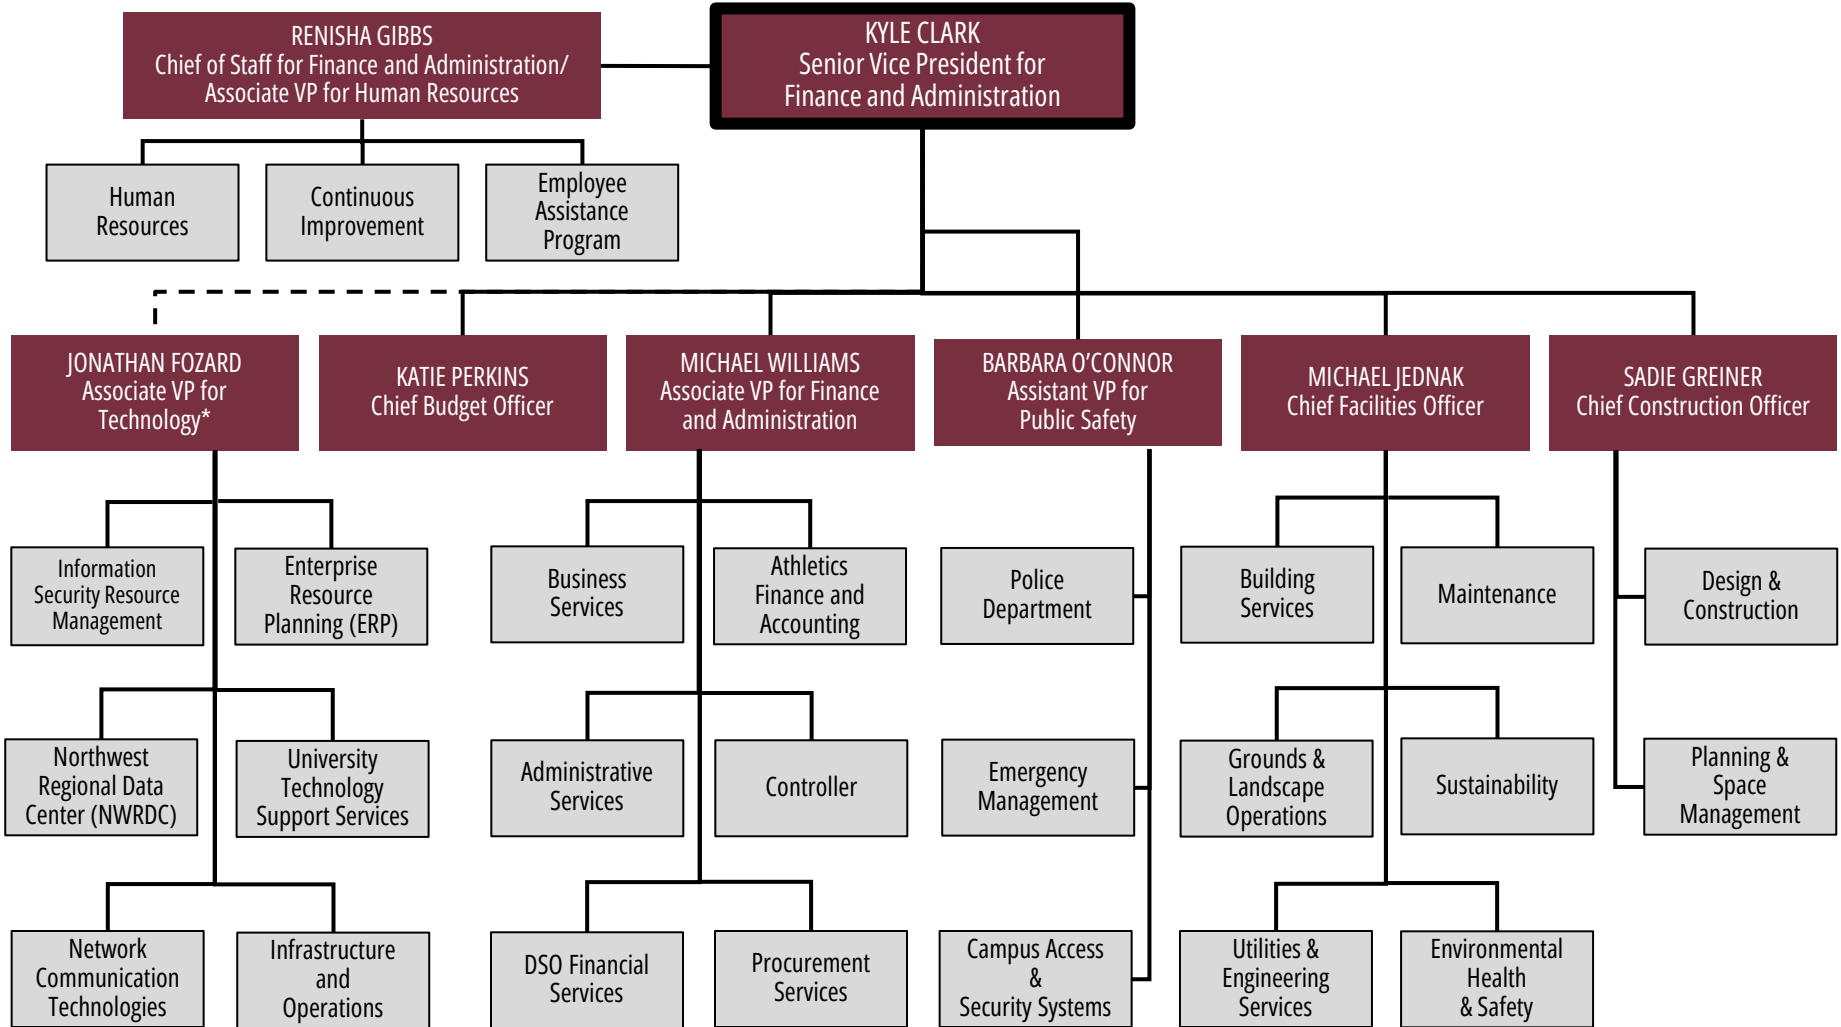 RENISHA GIBBS
Chief of Staff for Finance and Administration/
Associate VP for Human Resources
KYLE CLARK
Senior Vice President for
Finance and Administration
Human
Resources
Continuous
Improvement
Employee
Assistance
Program
JONATHAN FOZARD
Associate VP for
Technology*
KATIE PERKINS
Chief Budget Officer
MICHAEL WILLIAMS
Associate VP for Finance
and Administration
BARBARA O’CONNOR
Assistant VP for
Public Safety
MICHAEL JEDNAK
Chief Facilities Officer
SADIE GREINER
Chief Construction Officer
Information
Security Resource
Management
Enterprise
Resource
Planning (ERP)
Business
Services
Athletics
Finance and
Accounting
Police
Department
Building
Services
Maintenance
Design &
Construction
Northwest
Regional Data
Center (NWRDC)
University
Technology
Support Services
Administrative
Services
Controller
Emergency
Management
Grounds &
Landscape
Operations
Sustainability
Planning &
Space
Management
Network
Communication
Technologies
Infrastructure
and
Operations
DSO Financial
Services
Procurement
Services
Campus Access
&
Security Systems
Utilities &
Engineering
Services
Environmental
Health
& Safety